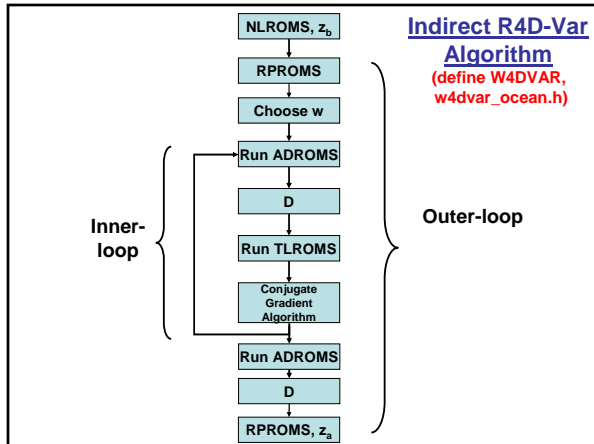 NLROMS, z_b
Indirect R4D-Var
Algorithm
(define W4DVAR,
w4dvar_ocean.h)
RPROMS
Choose w
Run ADROMS
D
Inner-
loop
Outer-loop
Run TLROMS
Conjugate
Gradient
Algorithm
Run ADROMS
D
RPROMS, z_a